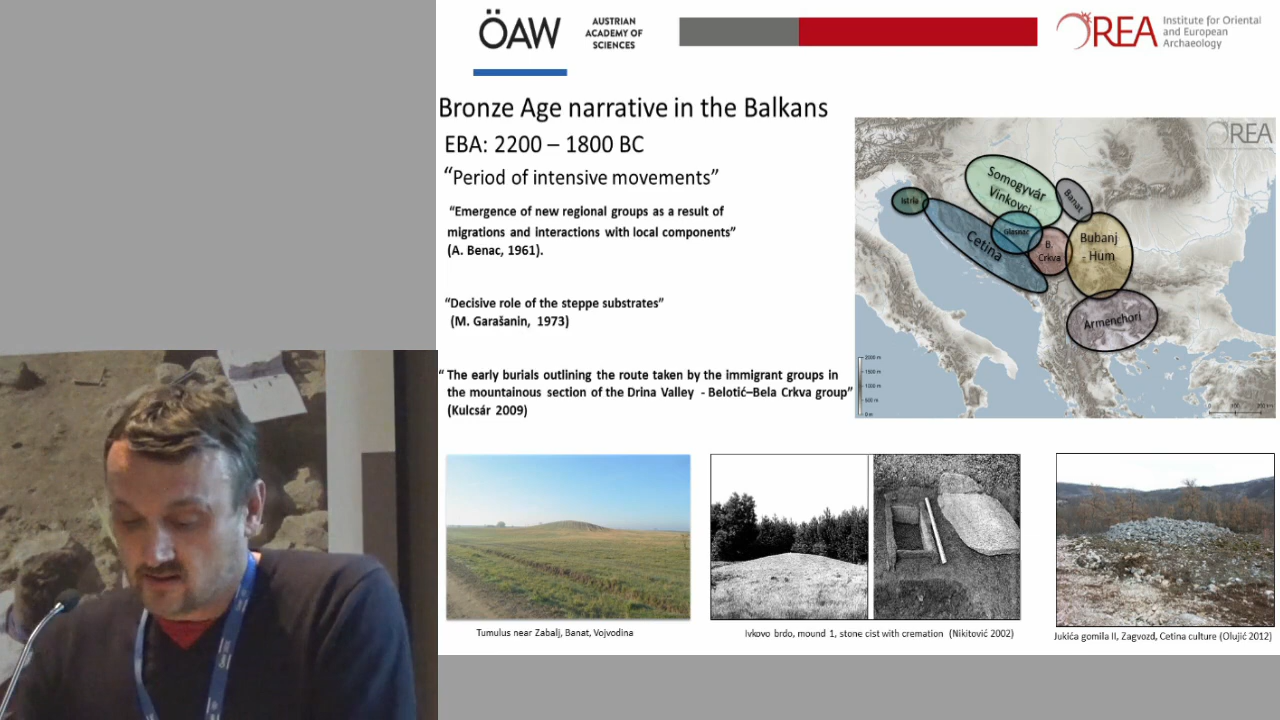 ÖAW
AUSTRIAN
ACADEMY OF
SCIENCES
OREA
Institute for Oriental
and European
Archaeology
Bronze Age narrative in the Balkans
EBA: 2200 – 1800 BC
“Period of intensive movements”
“Emergence of new regional groups as a result of
migrations and interactions with local components”
(A. Benac, 1961).
“Decisive role of the steppe substrates”
(M. Garašanin, 1973)
“ The early burials outlining the route taken by the immigrant groups in
the mountainous section of the Drina Valley - Belotić–Bela Crkva group”
(Kulcsár 2009)
OREA
Somogyvár
Vinkovci
Banat
Istria
Cetina
Glasinac
B.
Crkva
Bubanj
- Hum
Armenchori
2000 m
1500 m
1000 m
500 m
0 m
Tumulus near Zabalj, Banat, Vojvodina
Ivkovo brdo, mound 1, stone cist with cremation (Nikitović 2002)
Jukića gomila II, Zagvozd, Cetina culture (Olujić 2012)